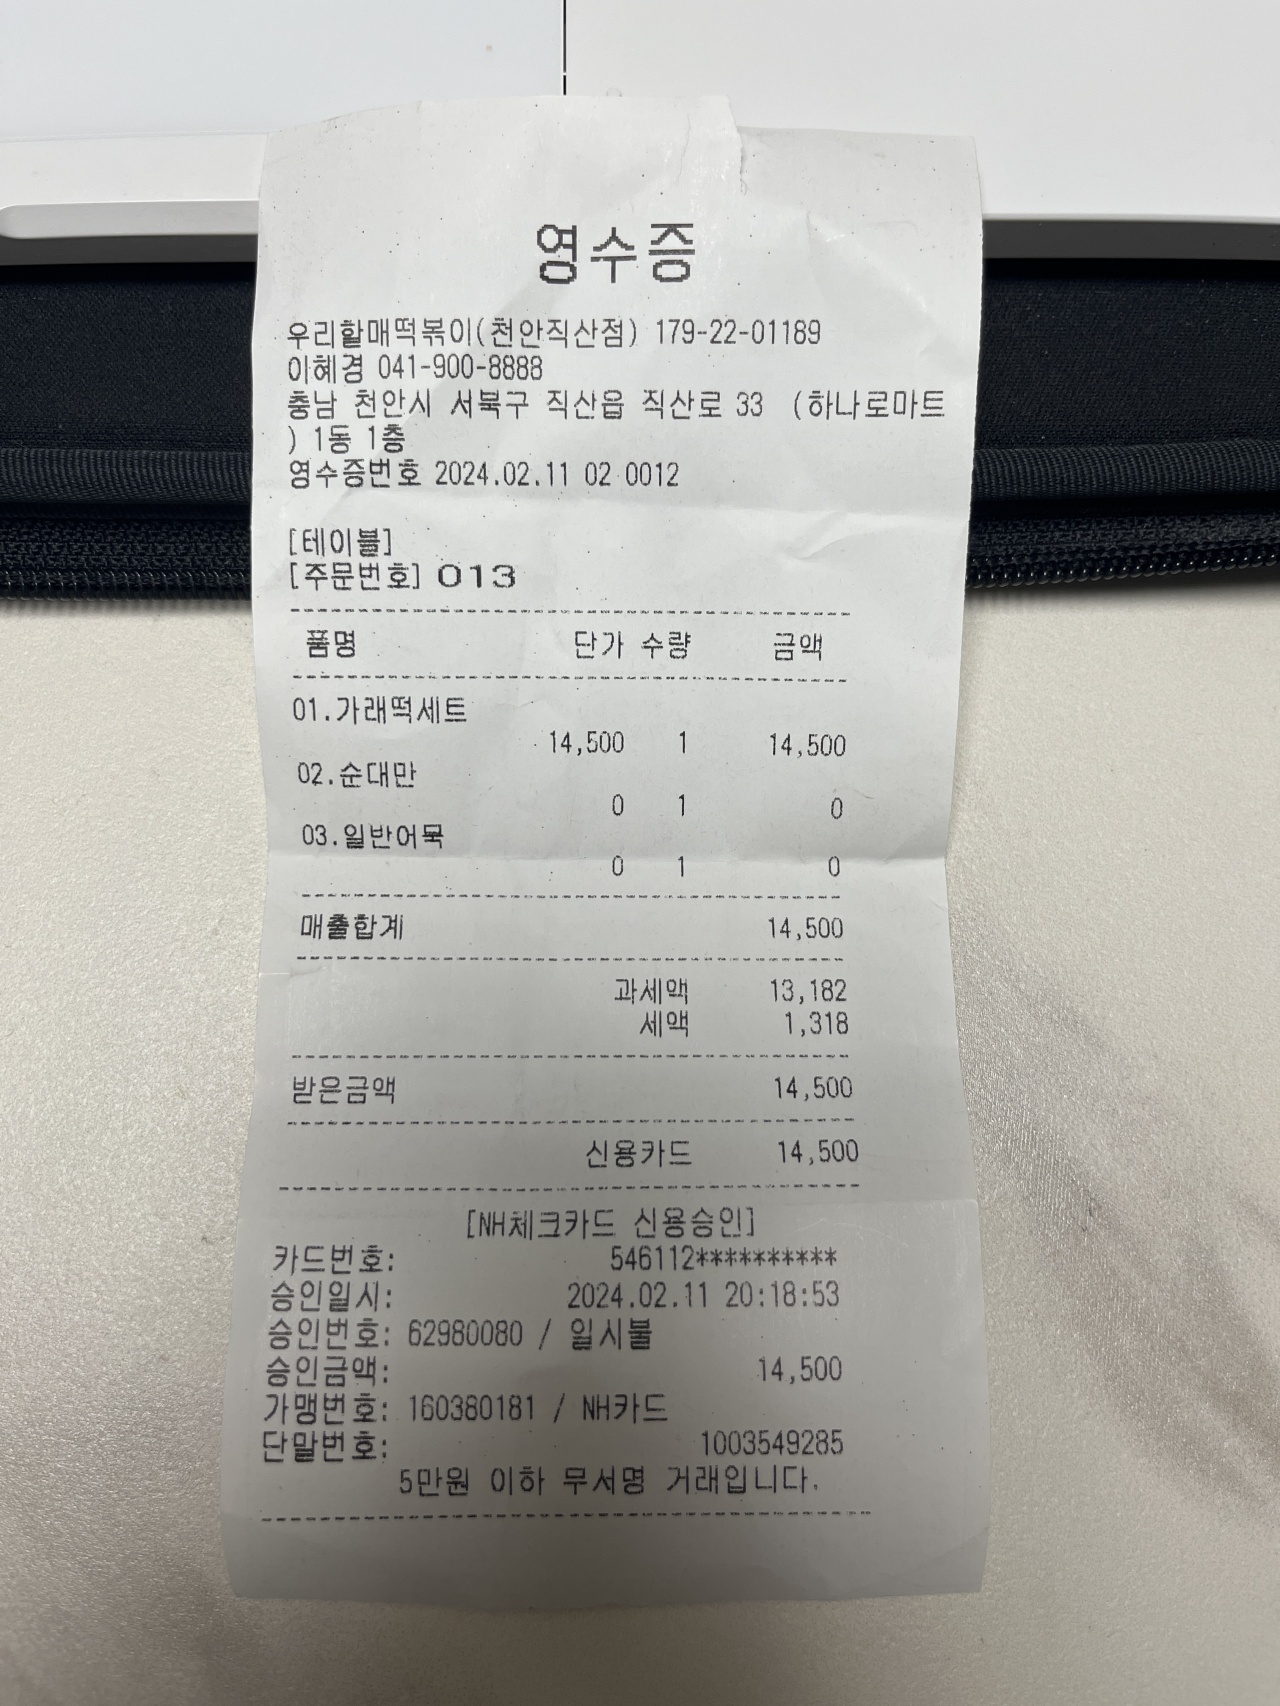 영수증
우리할매떡볶이(천안직산점) 179-22-01189
이혜경 041-900-8888
충남 천안시 서북구 직산읍 직산로 33 (하나로마트
) 1동 1층
영수증번호 2024.02.11 02 0012
[테이블]
[주문번호] 013
품명 단가 수량 금액
01.가래떡세트
14,500 1 14,500
02.순대만
0 1 0
03.일반어묵
0 1 0
매출합계 14,500
과세액 13,182
세액 1,318
받은금액 14,500
신용카드 14,500
[NH체크카드 신용승인]
카드번호: 546112**********
승인일시: 2024.02.11 20:18:53
승인번호: 62980080 / 일시불
승인금액: 14,500
가맹번호: 160380181 / NH카드
단말번호: 1003549285
5만원 이하 무서명 거래입니다.